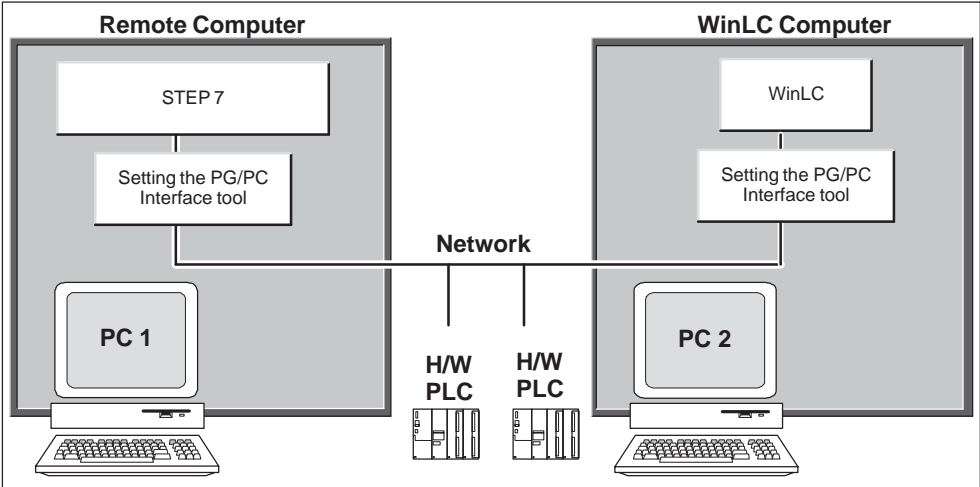 Remote Computer
WinLC Computer
STEP 7
WinLC
Setting the PG/PC
Interface tool
Setting the PG/PC
Interface tool
Network
PC 1
H/W
PLC
H/W
PLC
PC 2